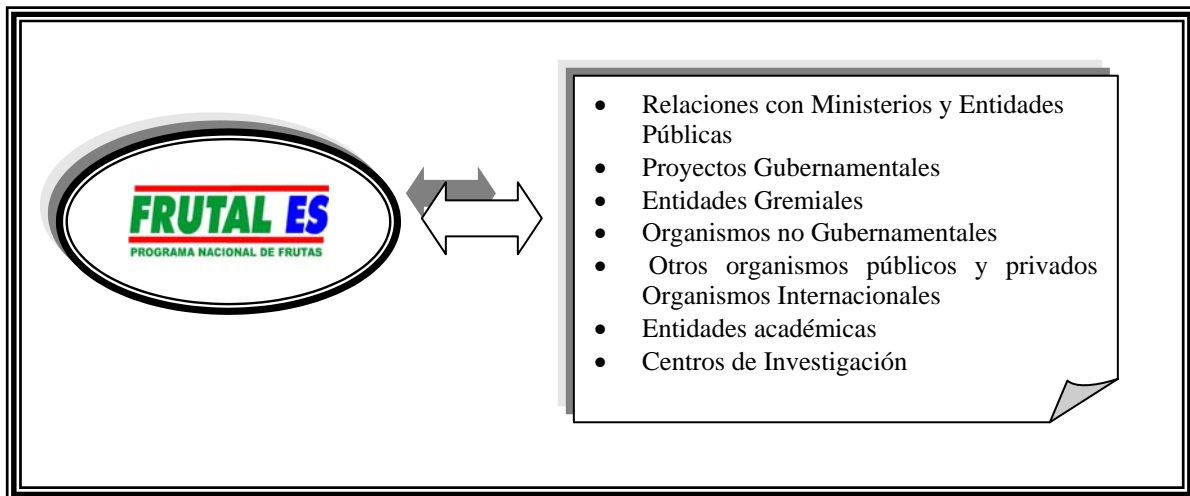 FRUTAL ES
PROGRAMA NACIONAL DE FRUTAS
• Relaciones con Ministerios y Entidades
Públicas
• Proyectos Gubernamentales
• Entidades Gremiales
• Organismos no Gubernamentales
• Otros organismos públicos y privados
Organismos Internacionales
• Entidades académicas
• Centros de Investigación